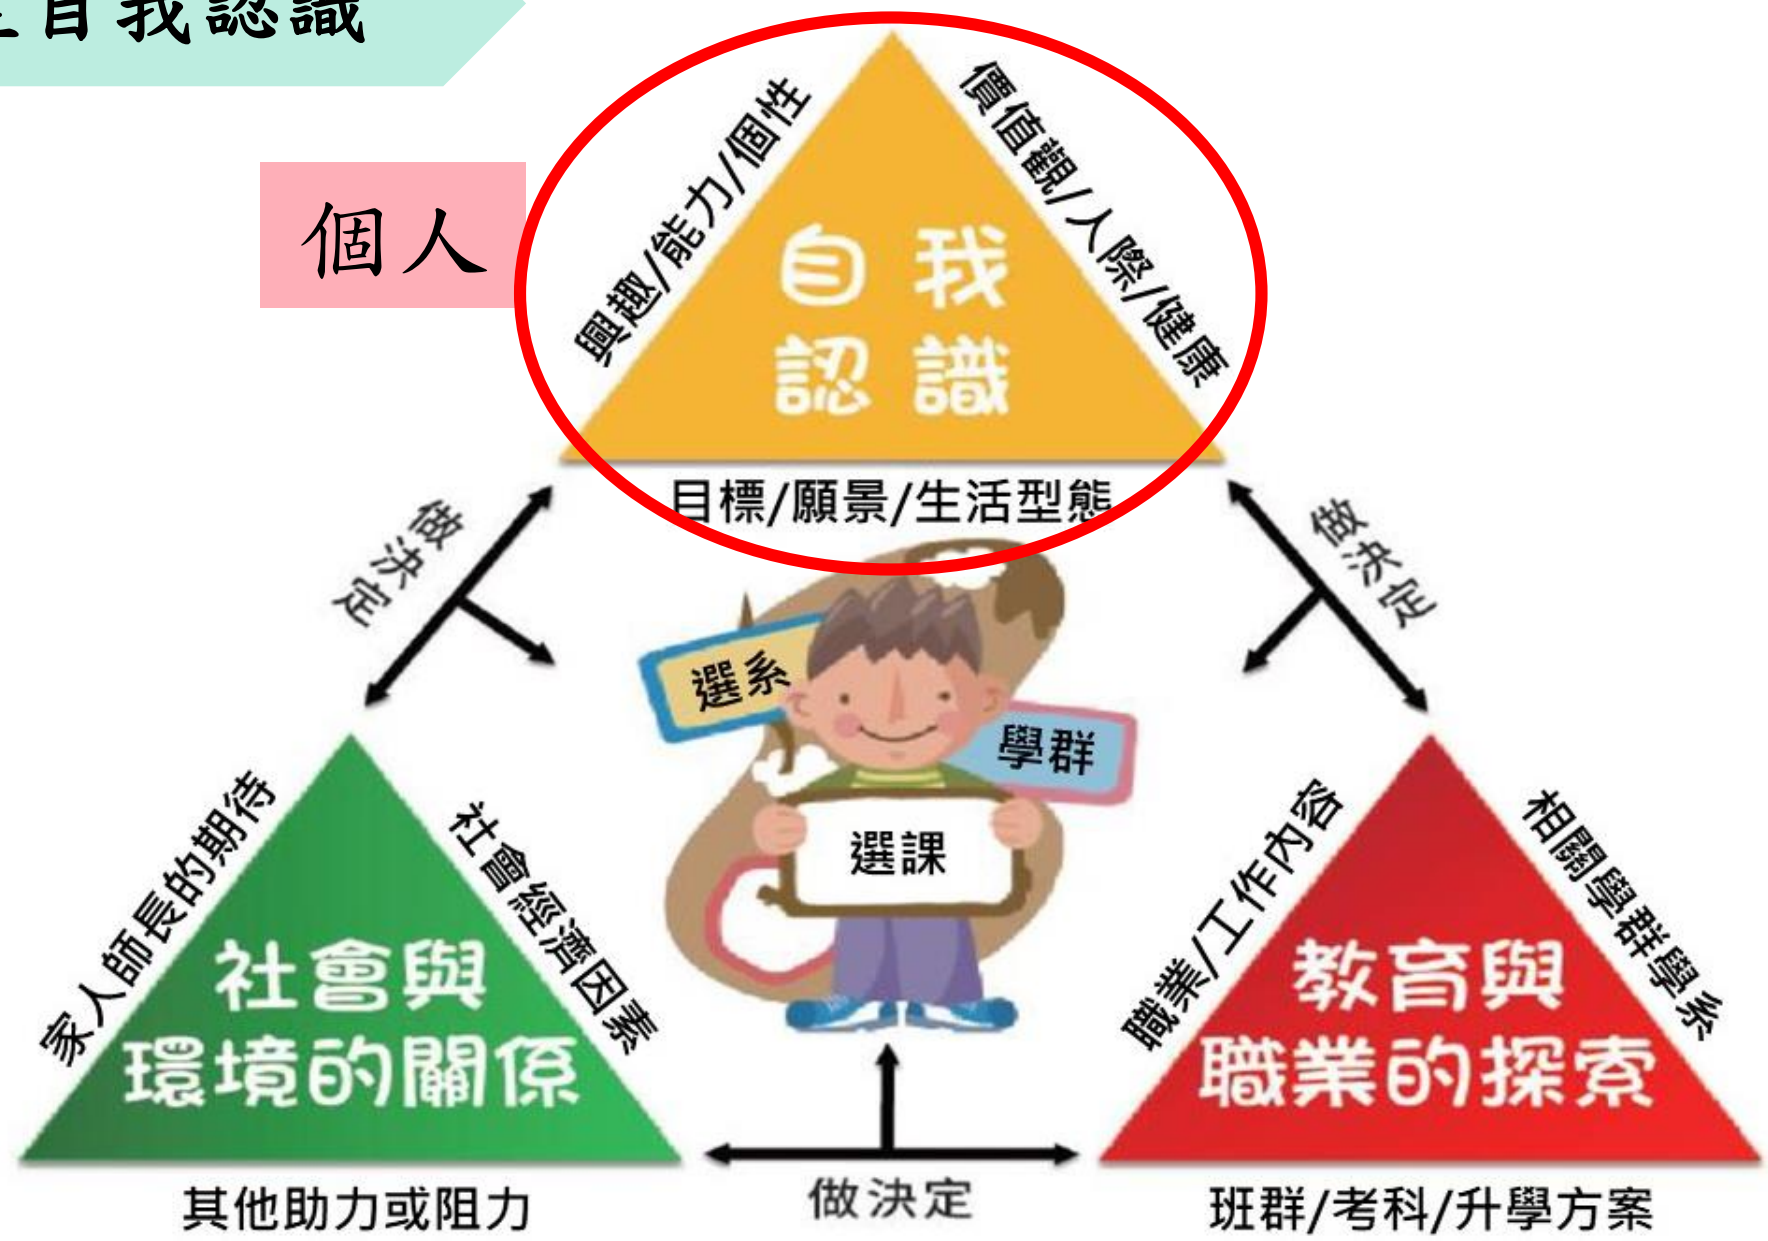 自我認識
個人
興趣/能力/個性
價值觀/人際/健康
自我
認識
目標/願景/生活型態
做決定
做決定
選系
學群
選課
家人師長的期待
社會經濟因素
社會與
環境的關係
其他助力或阻力
職業/工作內容
相關學群學系
教育與
職業的探索
班群/考科/升學方案
做決定